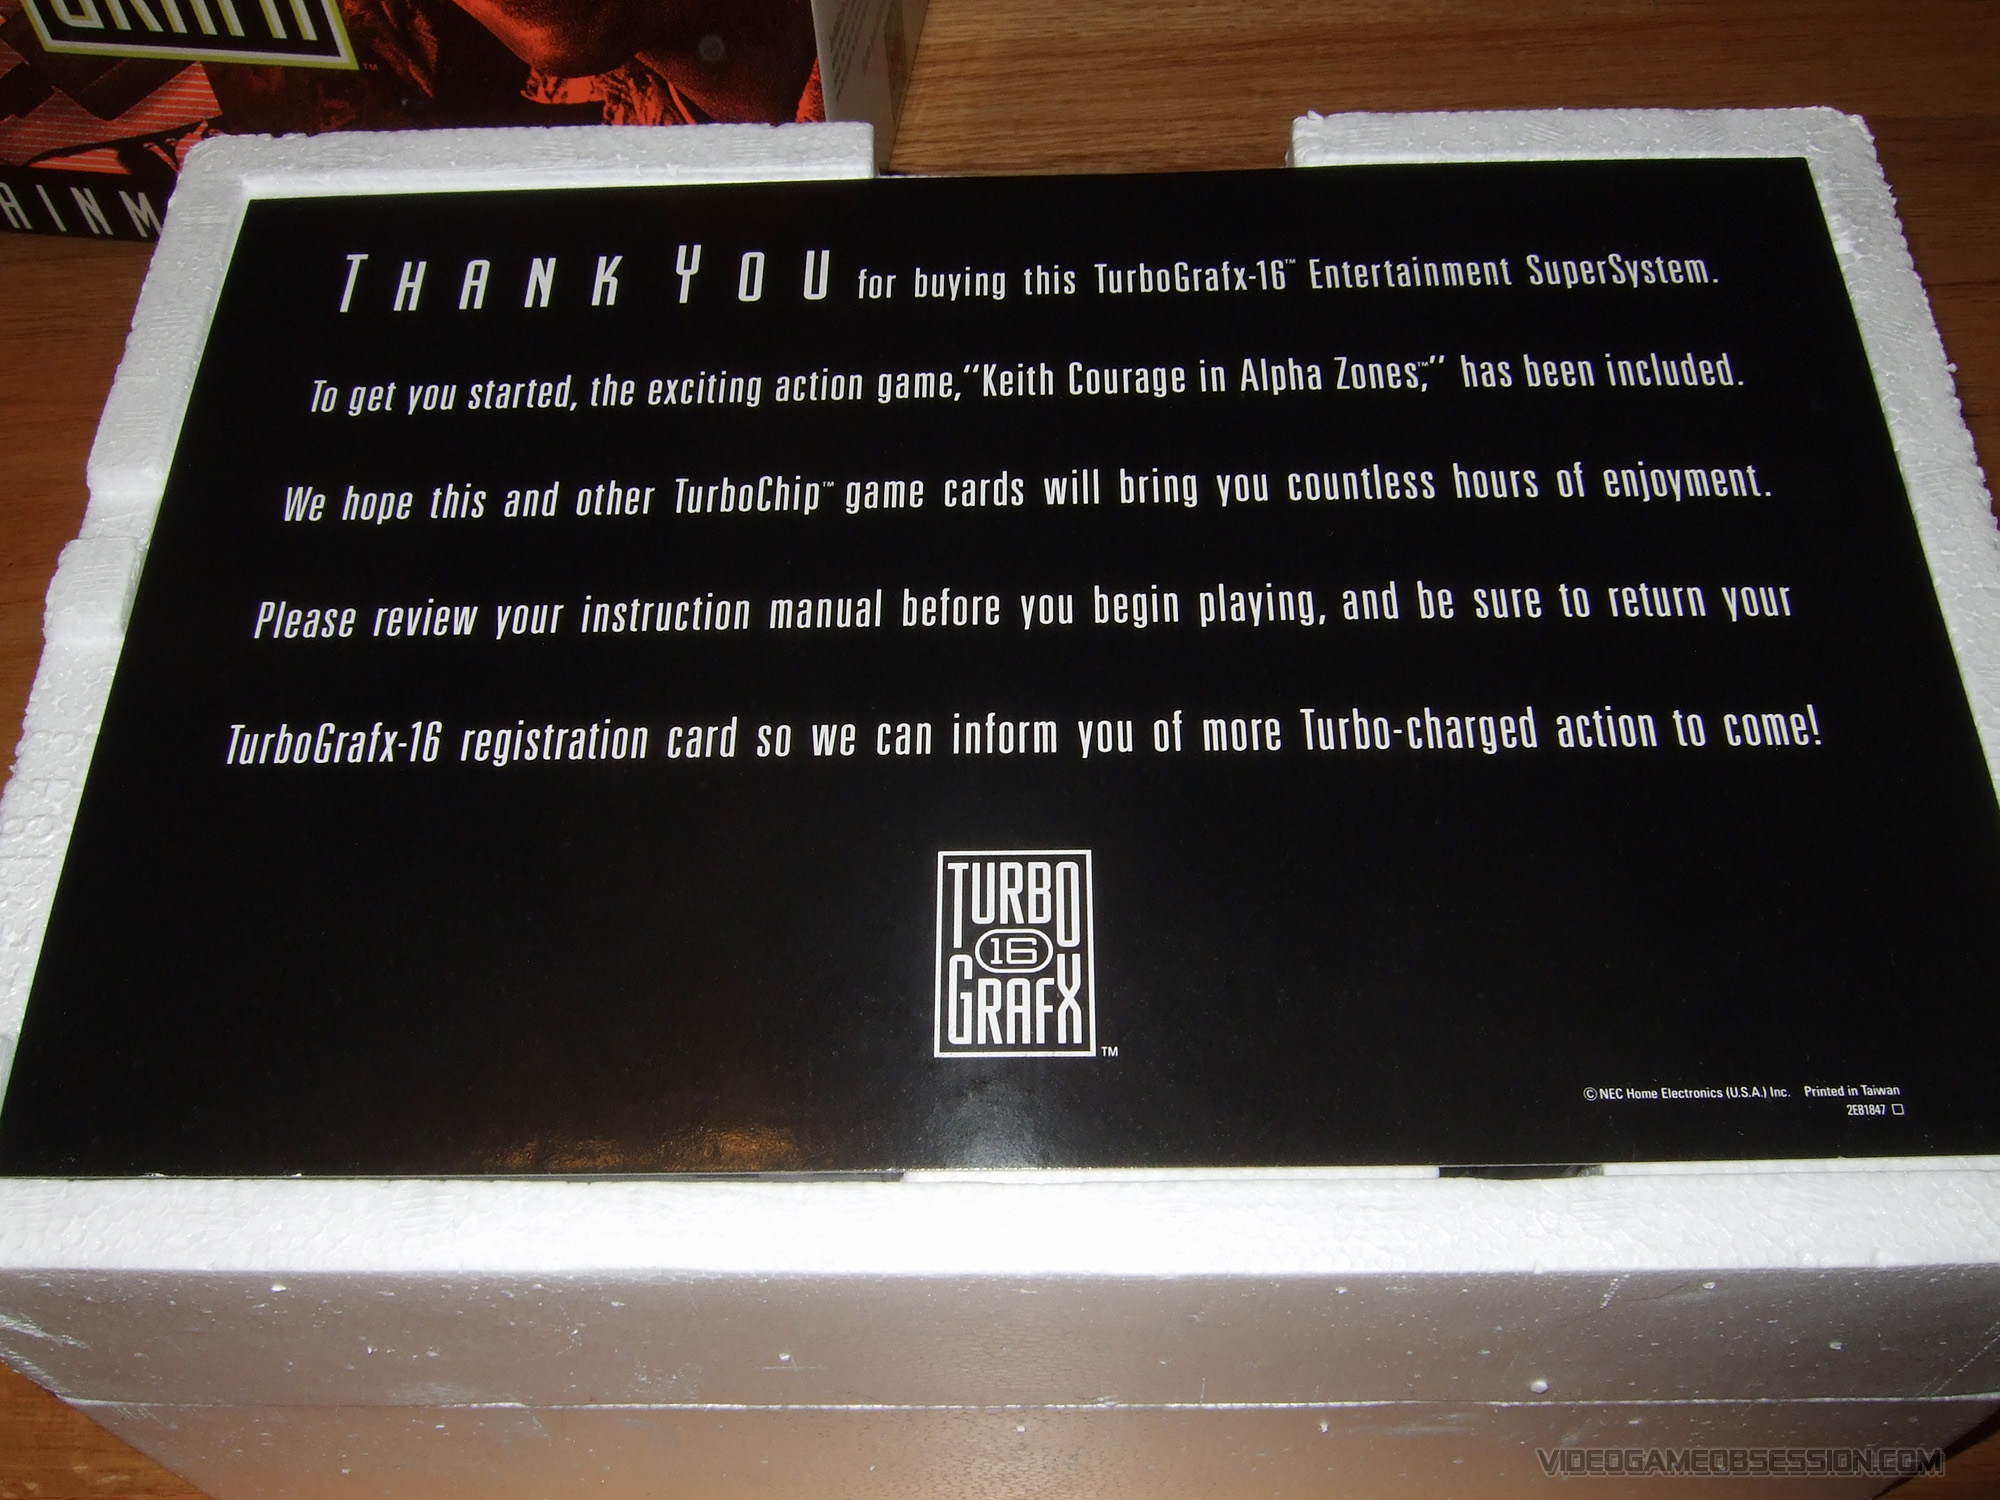 AINM
THANK YOU for buying this TurboGrafx-16™ Entertainment SuperSystem.
To get you started, the exciting action game, "Keith Courage in Alpha Zones™," has been included.
We hope this and other TurboChip™ game cards will bring you countless hours of enjoyment.
Please review your instruction manual before you begin playing, and be sure to return your
TurboGrafx-16 registration card so we can inform you of more Turbo-charged action to come!
TURBO
16
GRAFX
TM
© NEC Home Electronics (U.S.A.) Inc. Printed in Taiwan
2E81847 □
VIDEOGAMEOBSESSION.COM